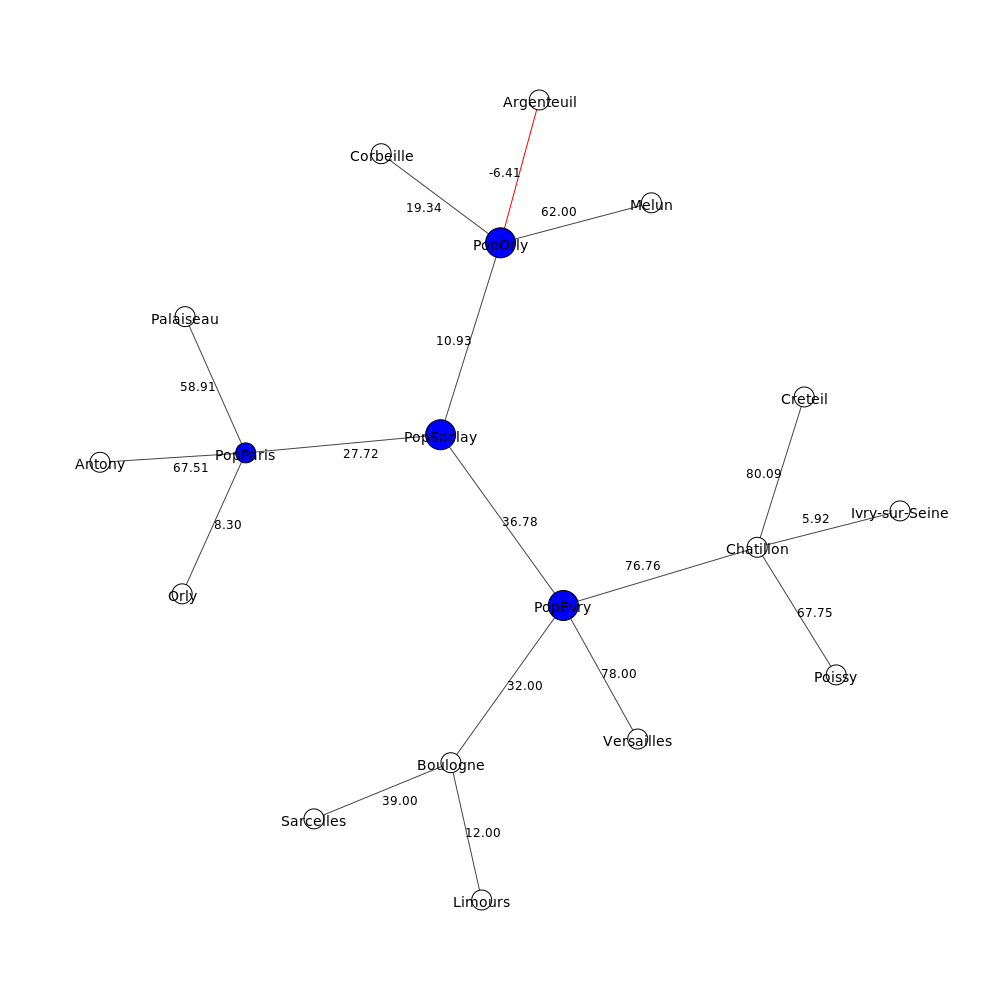 Argenteuil
Corbeille
-6.41
Melun
19.34
62.00
PopOrly
Palaiseau
10.93
58.91
Creteil
PopSaclay
PopParis
27.72
Antony
67.51
80.09
Ivry-sur-Seine
5.92
8.30
36.78
Chatillon
76.76
Orly
PopEvry
67.75
78.00
Poissy
32.00
Versailles
Boulogne
39.00
Sarcelles
12.00
Limours